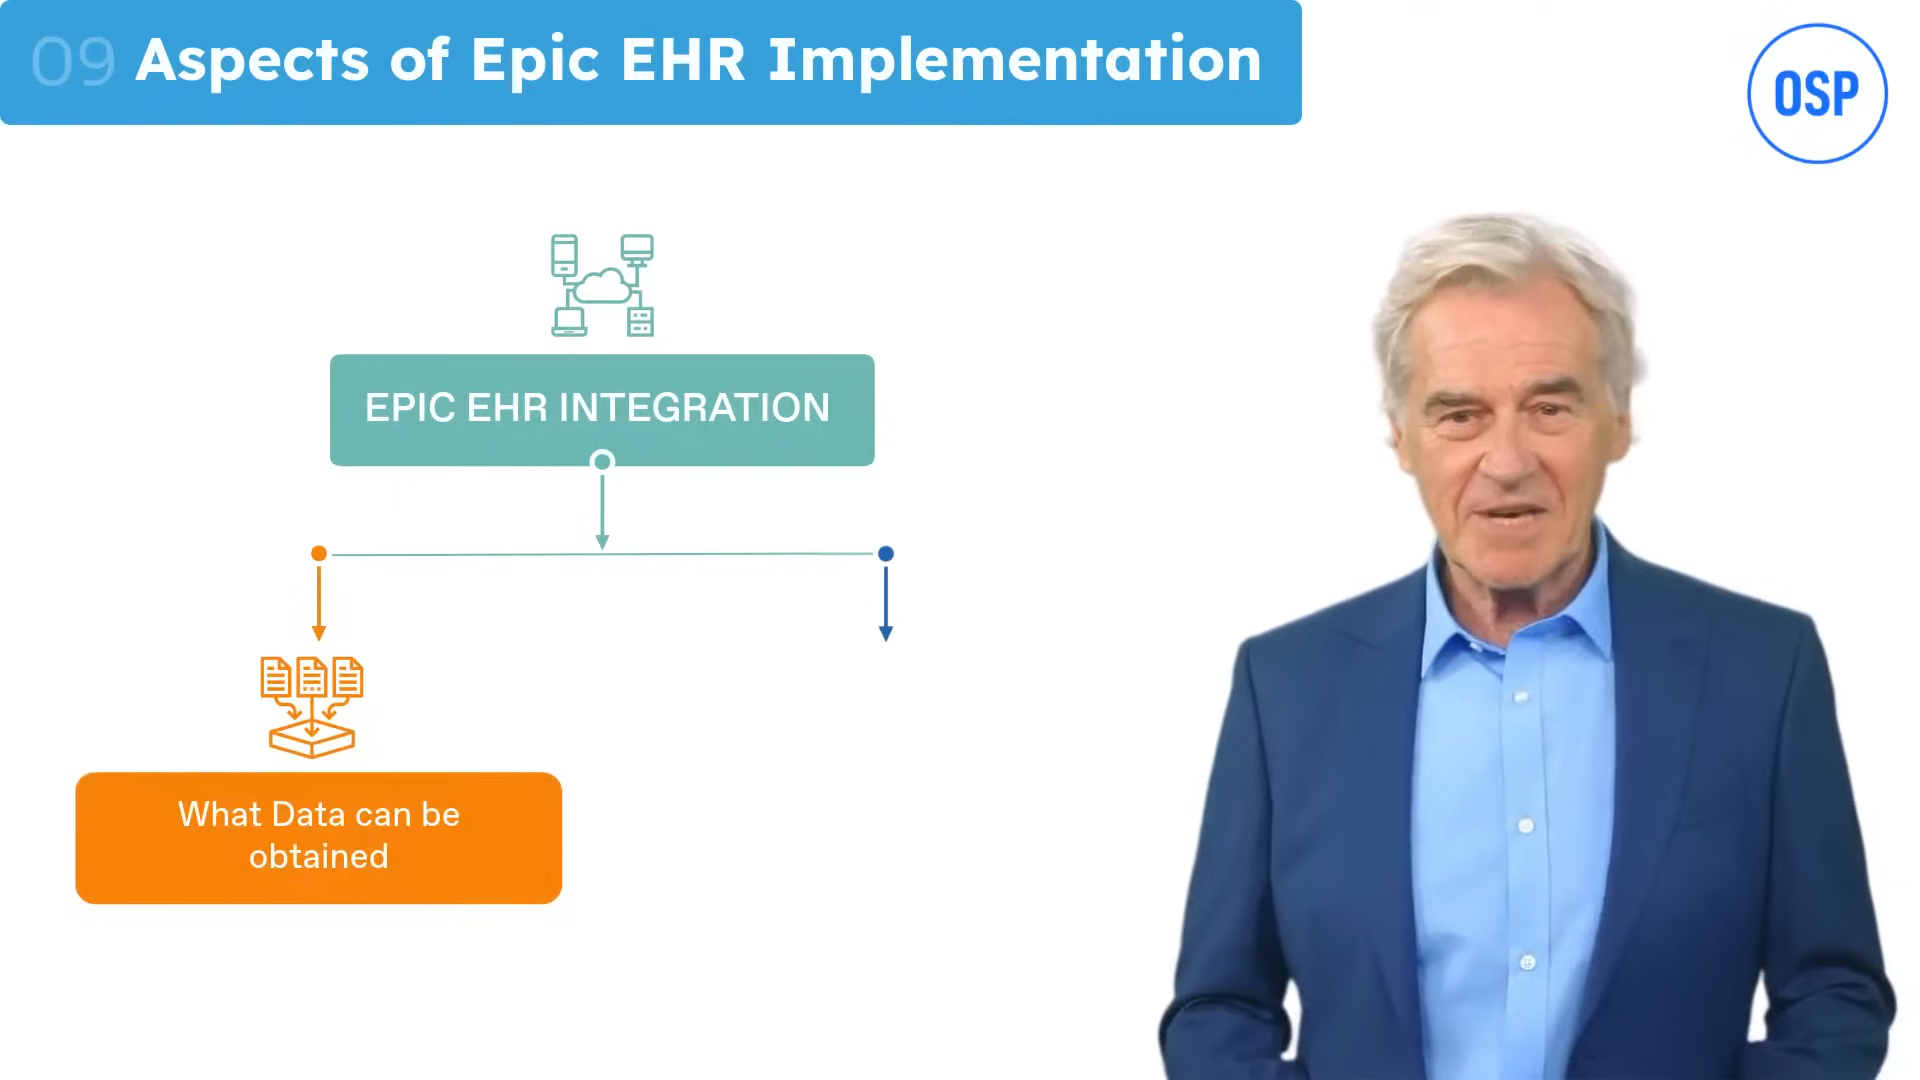 09 Aspects of Epic EHR Implementation
OSP
EPIC EHR INTEGRATION
What Data can be
obtained